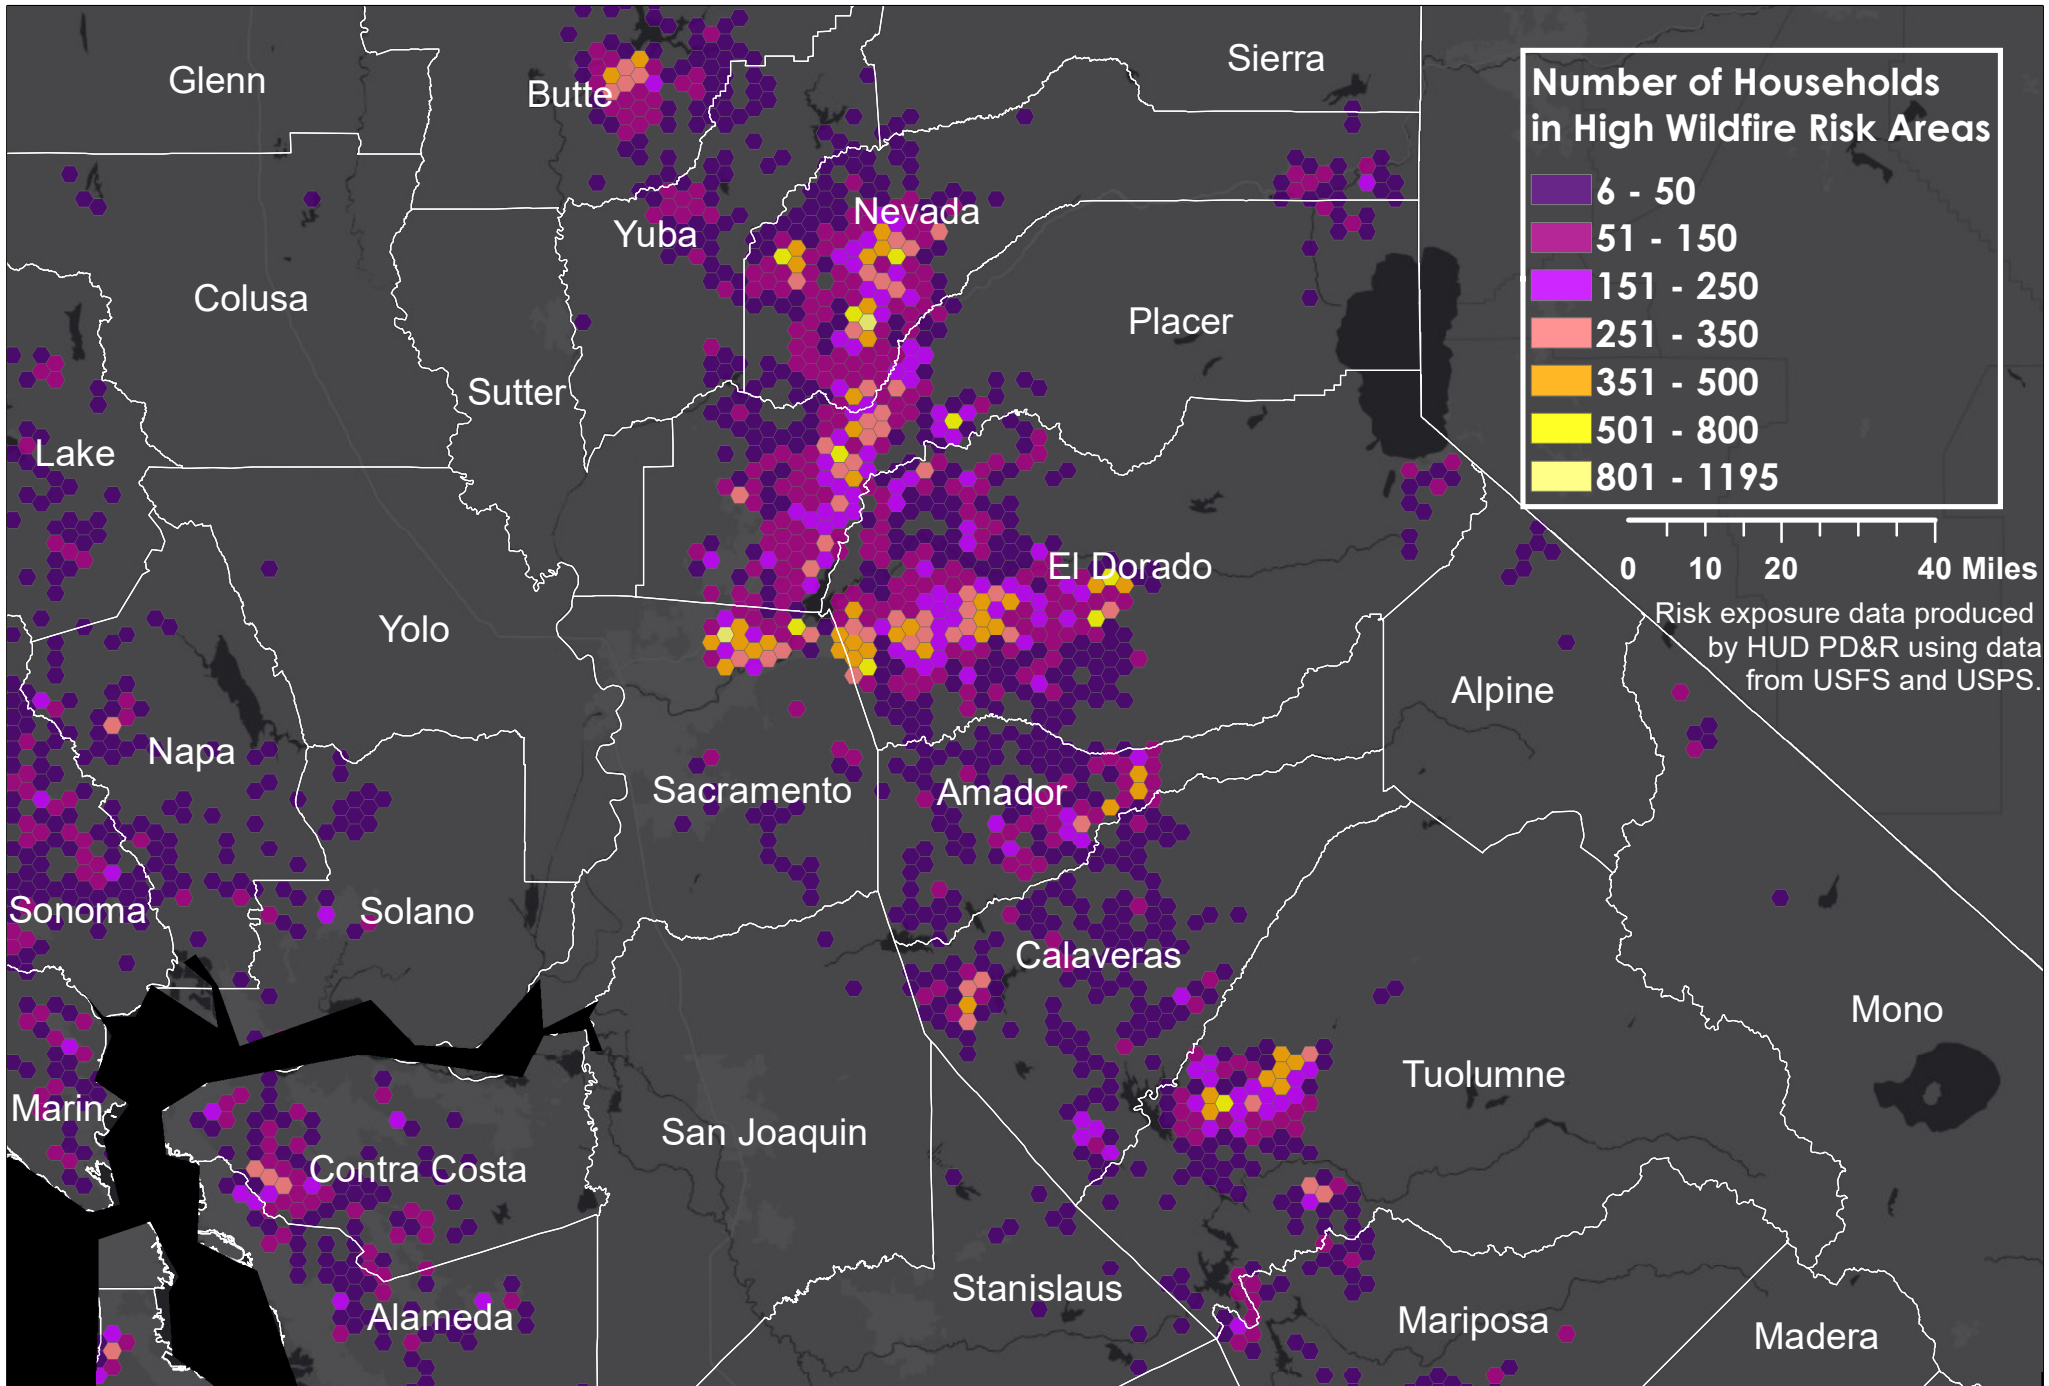 Glenn
Butte
Sierra
Number of Households
in High Wildfire Risk Areas
6 - 50
51 - 150
151 - 250
251 - 350
351 - 500
501 - 800
801 - 1195
0 10 20 40 Miles
Risk exposure data produced
by HUD PD&R using data
from USFS and USPS.
Nevada
Yuba
Colusa
Placer
Sutter
Lake
El Dorado
Yolo
Alpine
Napa
Sacramento
Amador
Sonoma
Solano
Calaveras
Mono
Tuolumne
Marin
San Joaquin
Contra Costa
Stanislaus
Alameda
Mariposa
Madera